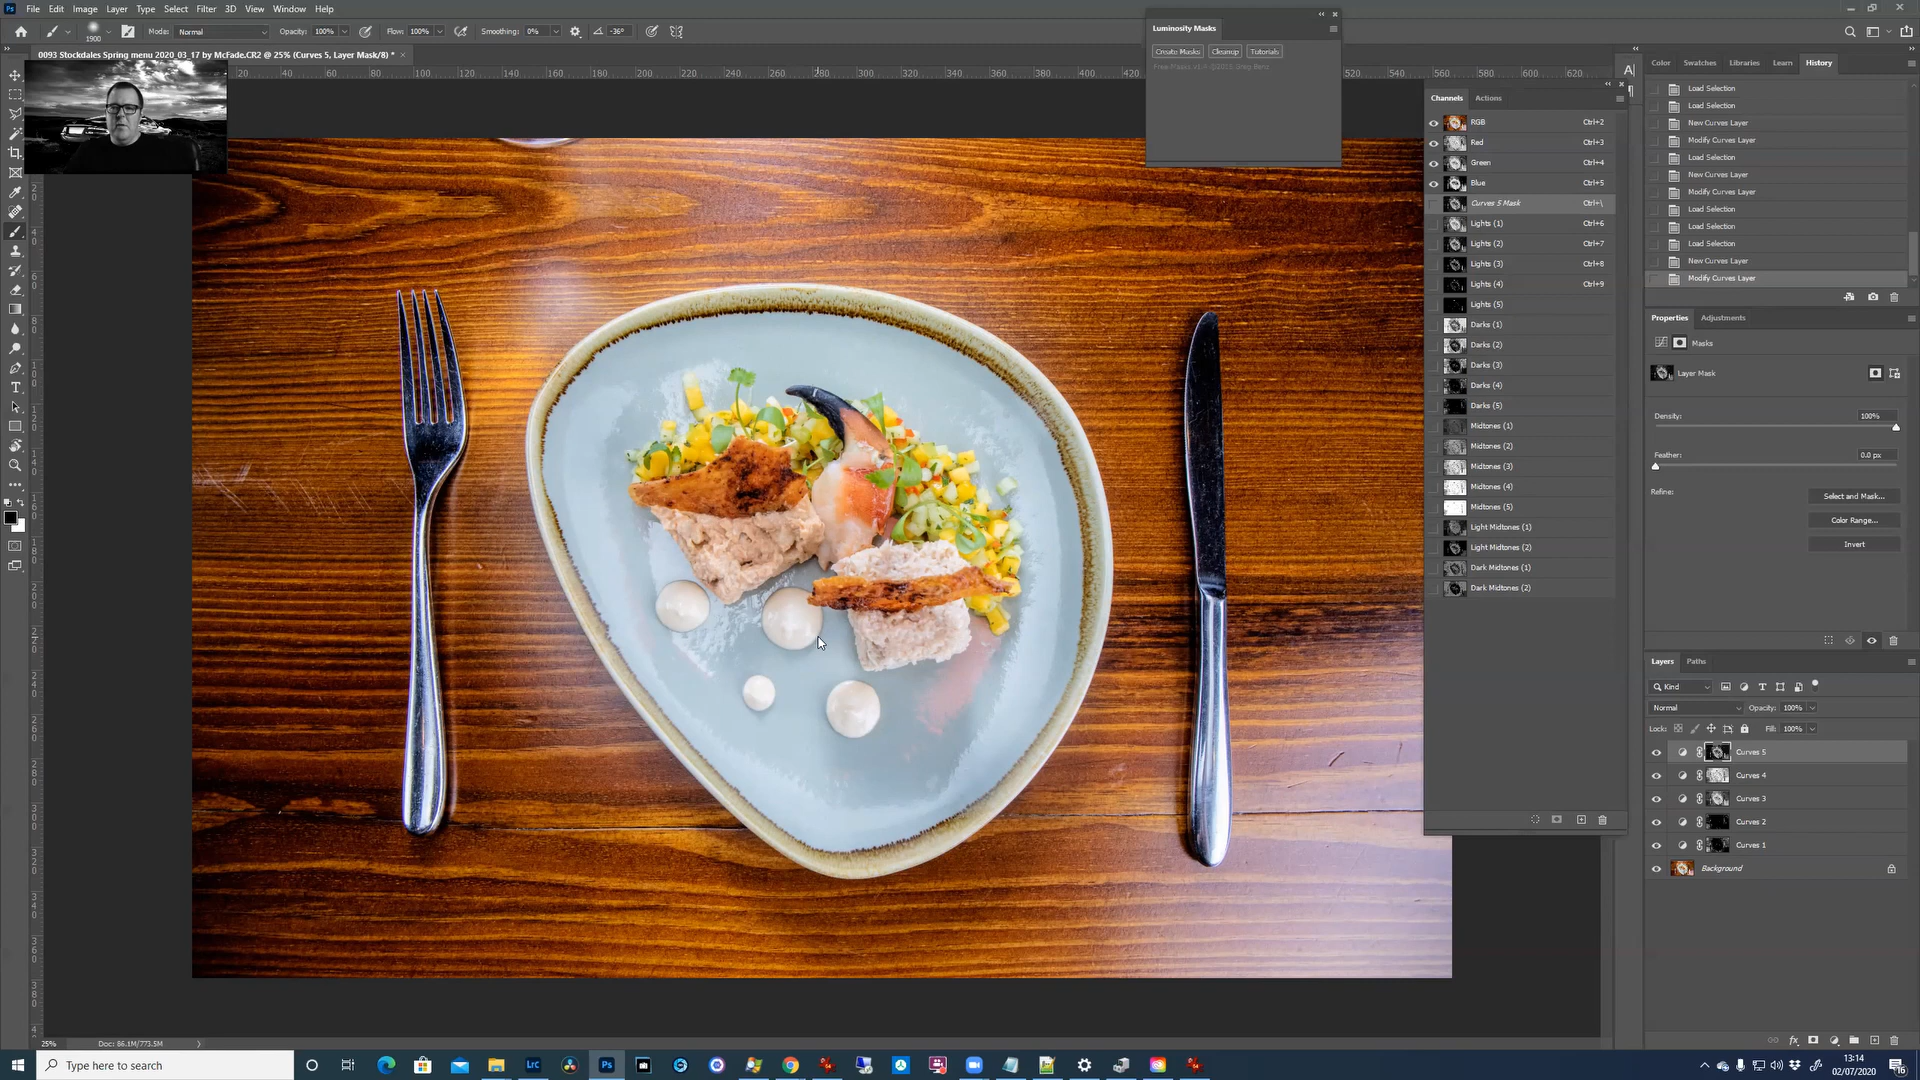 File Edit Image Layer Type Select Filter 3D View Window Help
1900 Mode: Normal Opacity: 100% Flow: 100% Smoothing: 0% -36°
0093 Stockdales Spring menu 2020_03_17 by McFade.CR2 @ 25% (Curves 5, Layer Mask/8) *
Luminosity Masks
Create Masks Cleanup Tutorials
Channels Actions
RGB Ctrl+2
Red Ctrl+3
Green Ctrl+4
Blue Ctrl+5
Curves 5 Mask Ctrl+\
Lights (1) Ctrl+6
Lights (2) Ctrl+7
Lights (3) Ctrl+8
Lights (4) Ctrl+9
Lights (5)
Darks (1)
Darks (2)
Darks (3)
Darks (4)
Darks (5)
Midtones (1)
Midtones (2)
Midtones (3)
Midtones (4)
Midtones (5)
Light Midtones (1)
Light Midtones (2)
Dark Midtones (1)
Dark Midtones (2)
Color Swatches Libraries Learn History
Load Selection
Load Selection
New Curves Layer
Modify Curves Layer
Load Selection
New Curves Layer
Modify Curves Layer
Load Selection
Load Selection
Load Selection
New Curves Layer
Modify Curves Layer
Properties Adjustments
Masks
Layer Mask
Density: 100%
Feather: 0.0 px
Refine: Select and Mask...
Color Range...
Invert
Layers Paths
Kind
Normal Opacity: 100%
Lock: Fill: 100%
Curves 5
Curves 4
Curves 3
Curves 2
Curves 1
Background
25% Doc: 86.1M/773.5M
Type here to search
13:14
02/07/2020